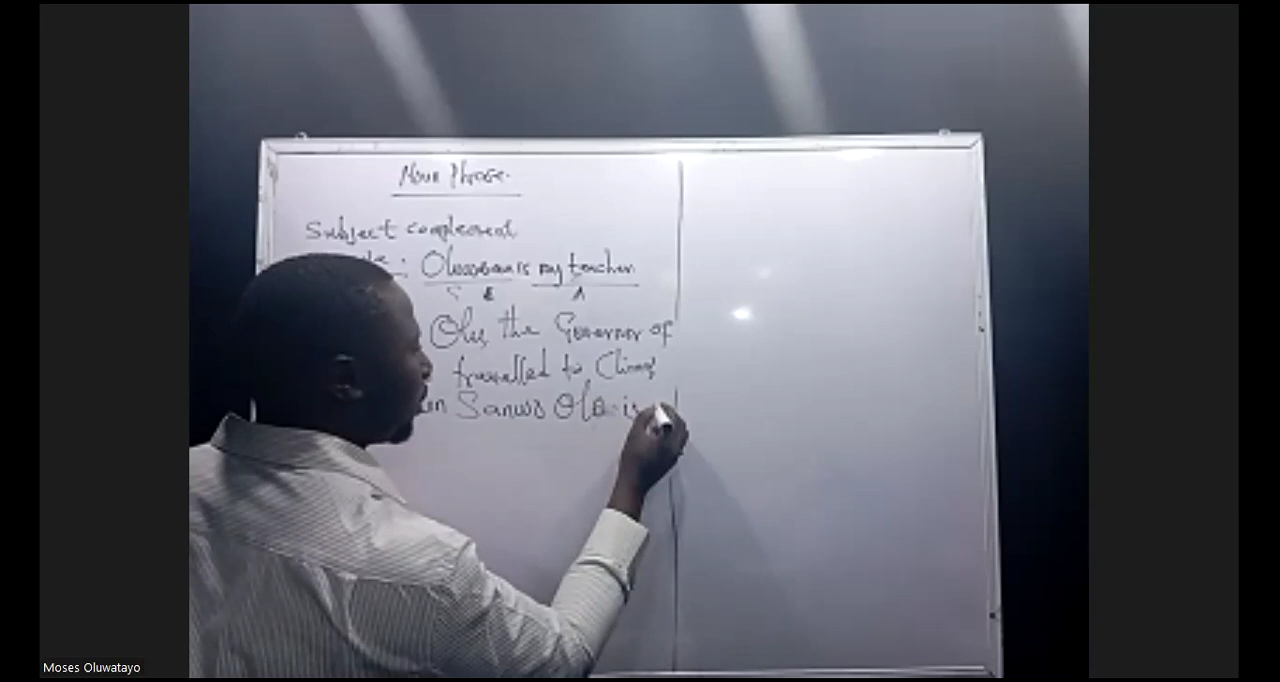 Noun Phrase.
Subject complement
: is my teacher
S A
Olu, the Governor of
travelled to China
Sanwo Olu is
Moses Oluwatayo